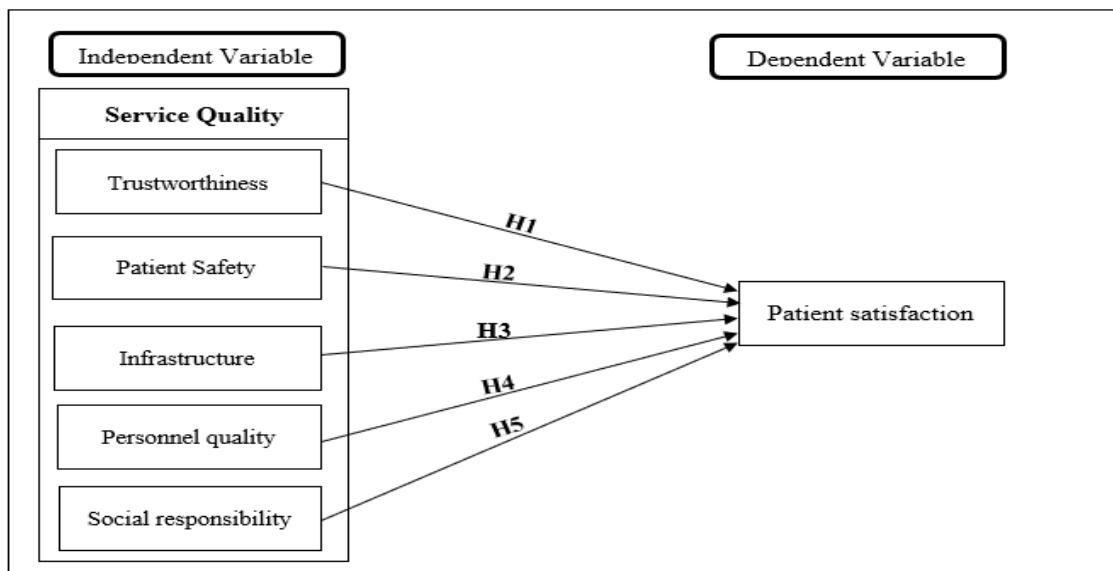 Independent Variable
Dependent Variable
Service Quality
Trustworthiness
H1
Patient Safety
H2
Patient satisfaction
Infrastructure
H3
Personnel quality
H4
Social responsibility
H5